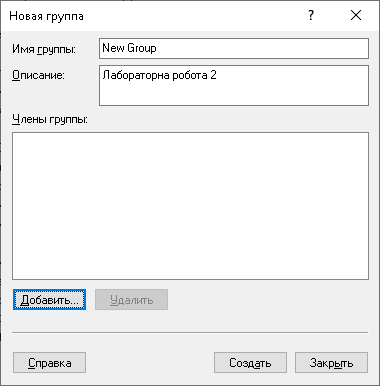 Новая группа
?
Имя группы:
New Group
Описание:
Лабораторна робота 2
Члены группы:
Добавить...
Удалить
Справка
Создать
Закрыть